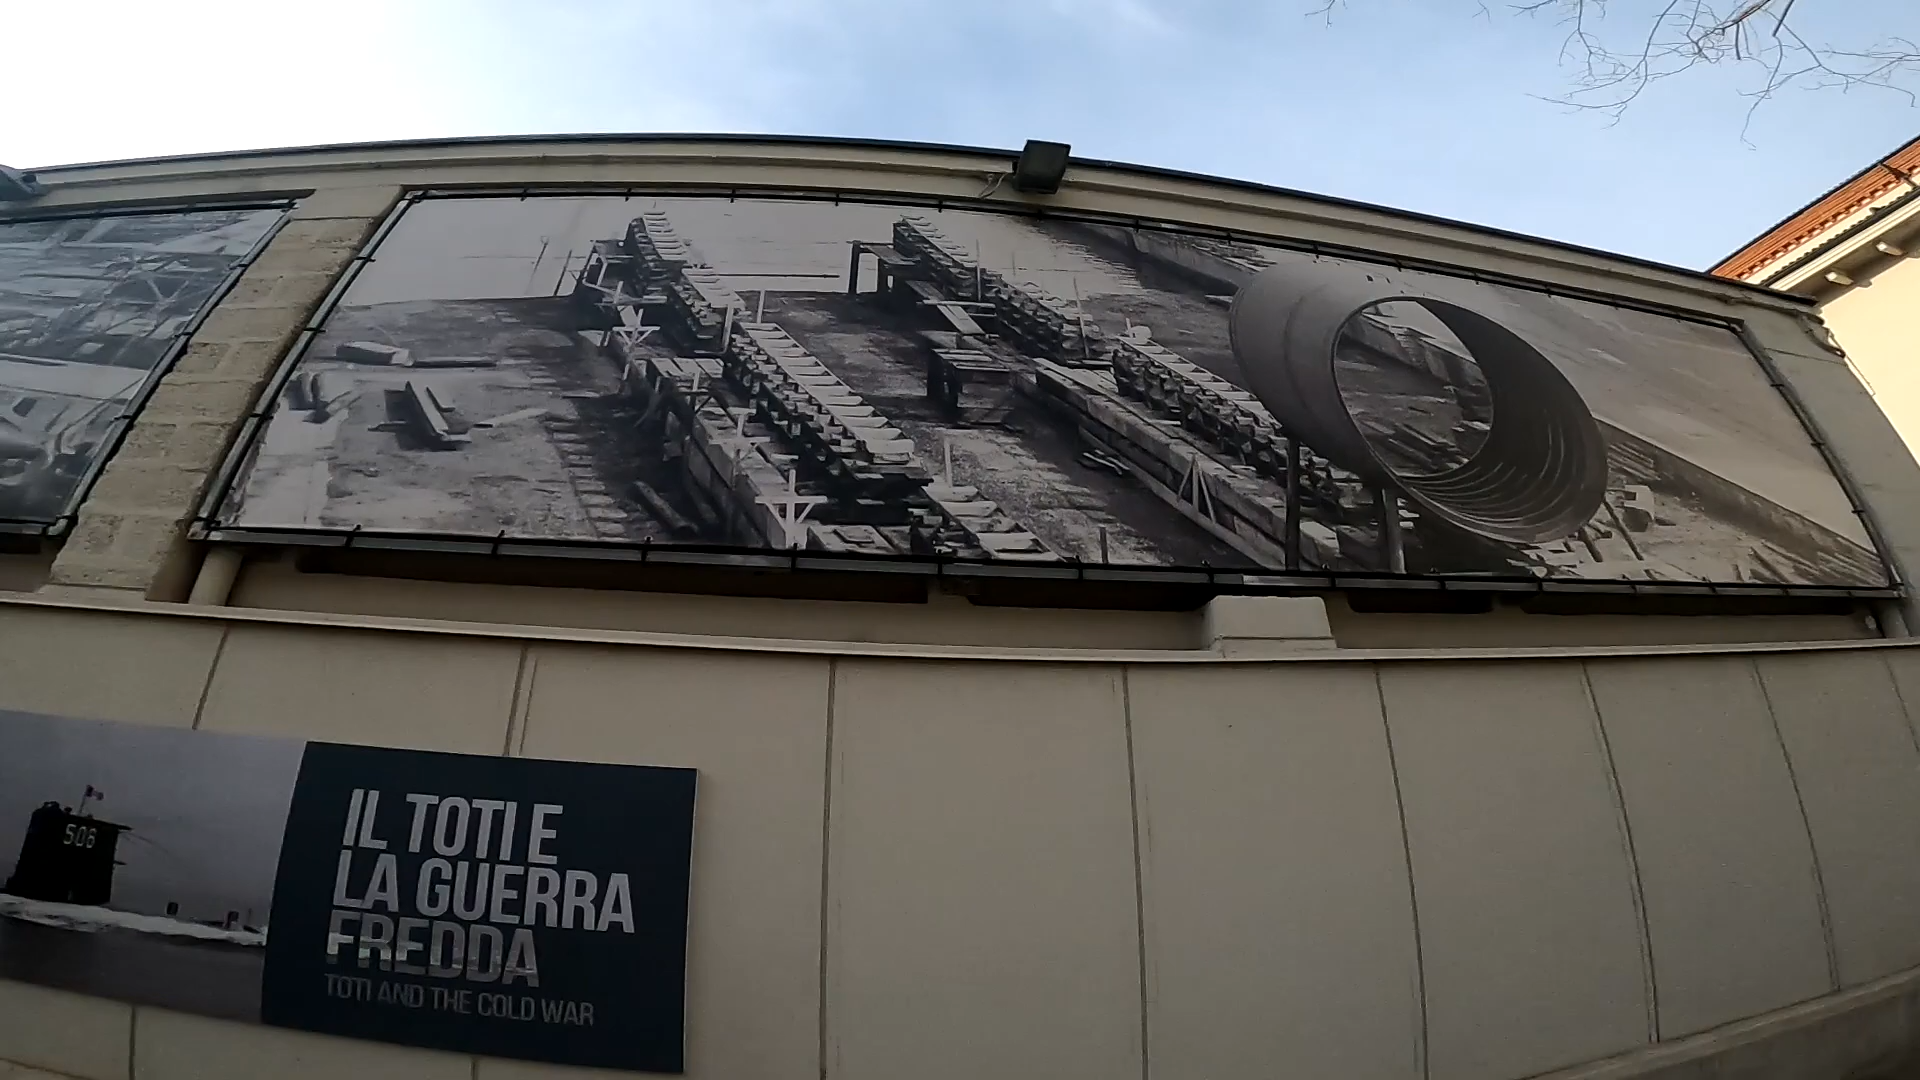 506
IL TOTI E
LA GUERRA
FREDDA
TOTI AND THE COLD WAR